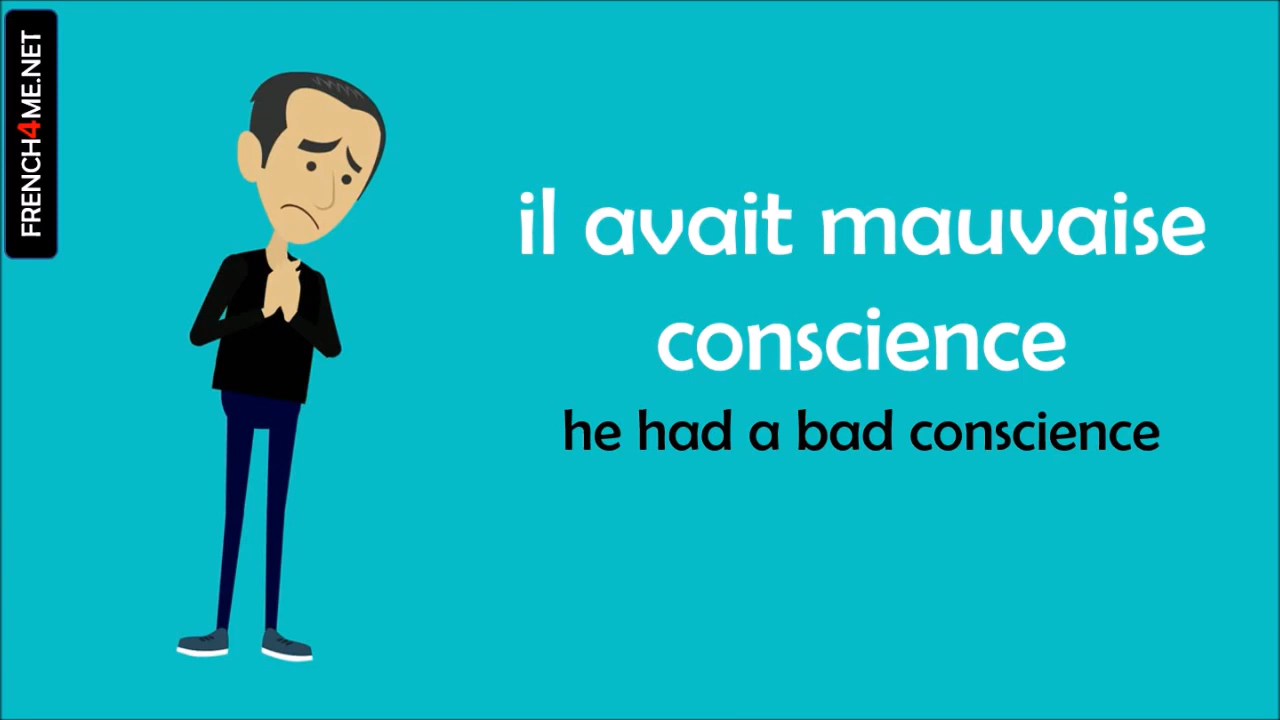 FRENCH4ME.NET
il avait mauvaise
conscience
he had a bad conscience